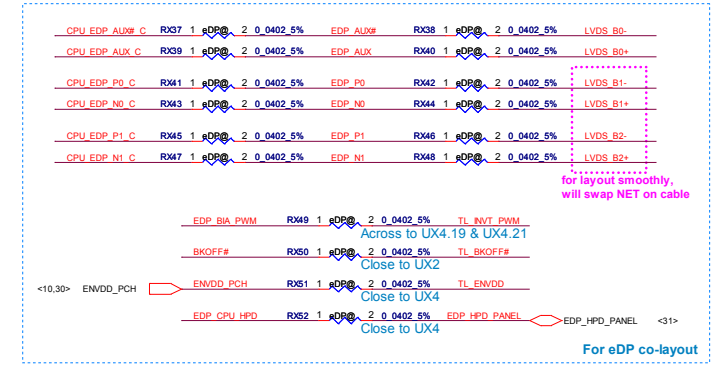 CPU_EDP_AUX#_C RX37 1 eDP@ 2 0_0402_5% EDP_AUX# RX38 1 eDP@ 2 0_0402_5% LVDS_B0-
CPU_EDP_AUX_C RX39 1 eDP@ 2 0_0402_5% EDP_AUX RX40 1 eDP@ 2 0_0402_5% LVDS_B0+
CPU_EDP_P0_C RX41 1 eDP@ 2 0_0402_5% EDP_P0 RX42 1 eDP@ 2 0_0402_5% LVDS_B1-
CPU_EDP_N0_C RX43 1 eDP@ 2 0_0402_5% EDP_N0 RX44 1 eDP@ 2 0_0402_5% LVDS_B1+
CPU_EDP_P1_C RX45 1 eDP@ 2 0_0402_5% EDP_P1 RX46 1 eDP@ 2 0_0402_5% LVDS_B2-
CPU_EDP_N1_C RX47 1 eDP@ 2 0_0402_5% EDP_N1 RX48 1 eDP@ 2 0_0402_5% LVDS_B2+
for layout smoothly,
will swap NET on cable
EDP_BIA_PWM RX49 1 eDP@ 2 0_0402_5% TL_INVT_PWM
Across to UX4.19 & UX4.21
BKOFF# RX50 1 eDP@ 2 0_0402_5% TL_BKOFF#
Close to UX2
<10,30> ENVDD_PCH ENVDD_PCH RX51 1 eDP@ 2 0_0402_5% TL_ENVDD
Close to UX4
EDP_CPU_HPD RX52 1 eDP@ 2 0_0402_5% EDP_HPD_PANEL EDP_HPD_PANEL <31>
Close to UX4
For eDP co-layout